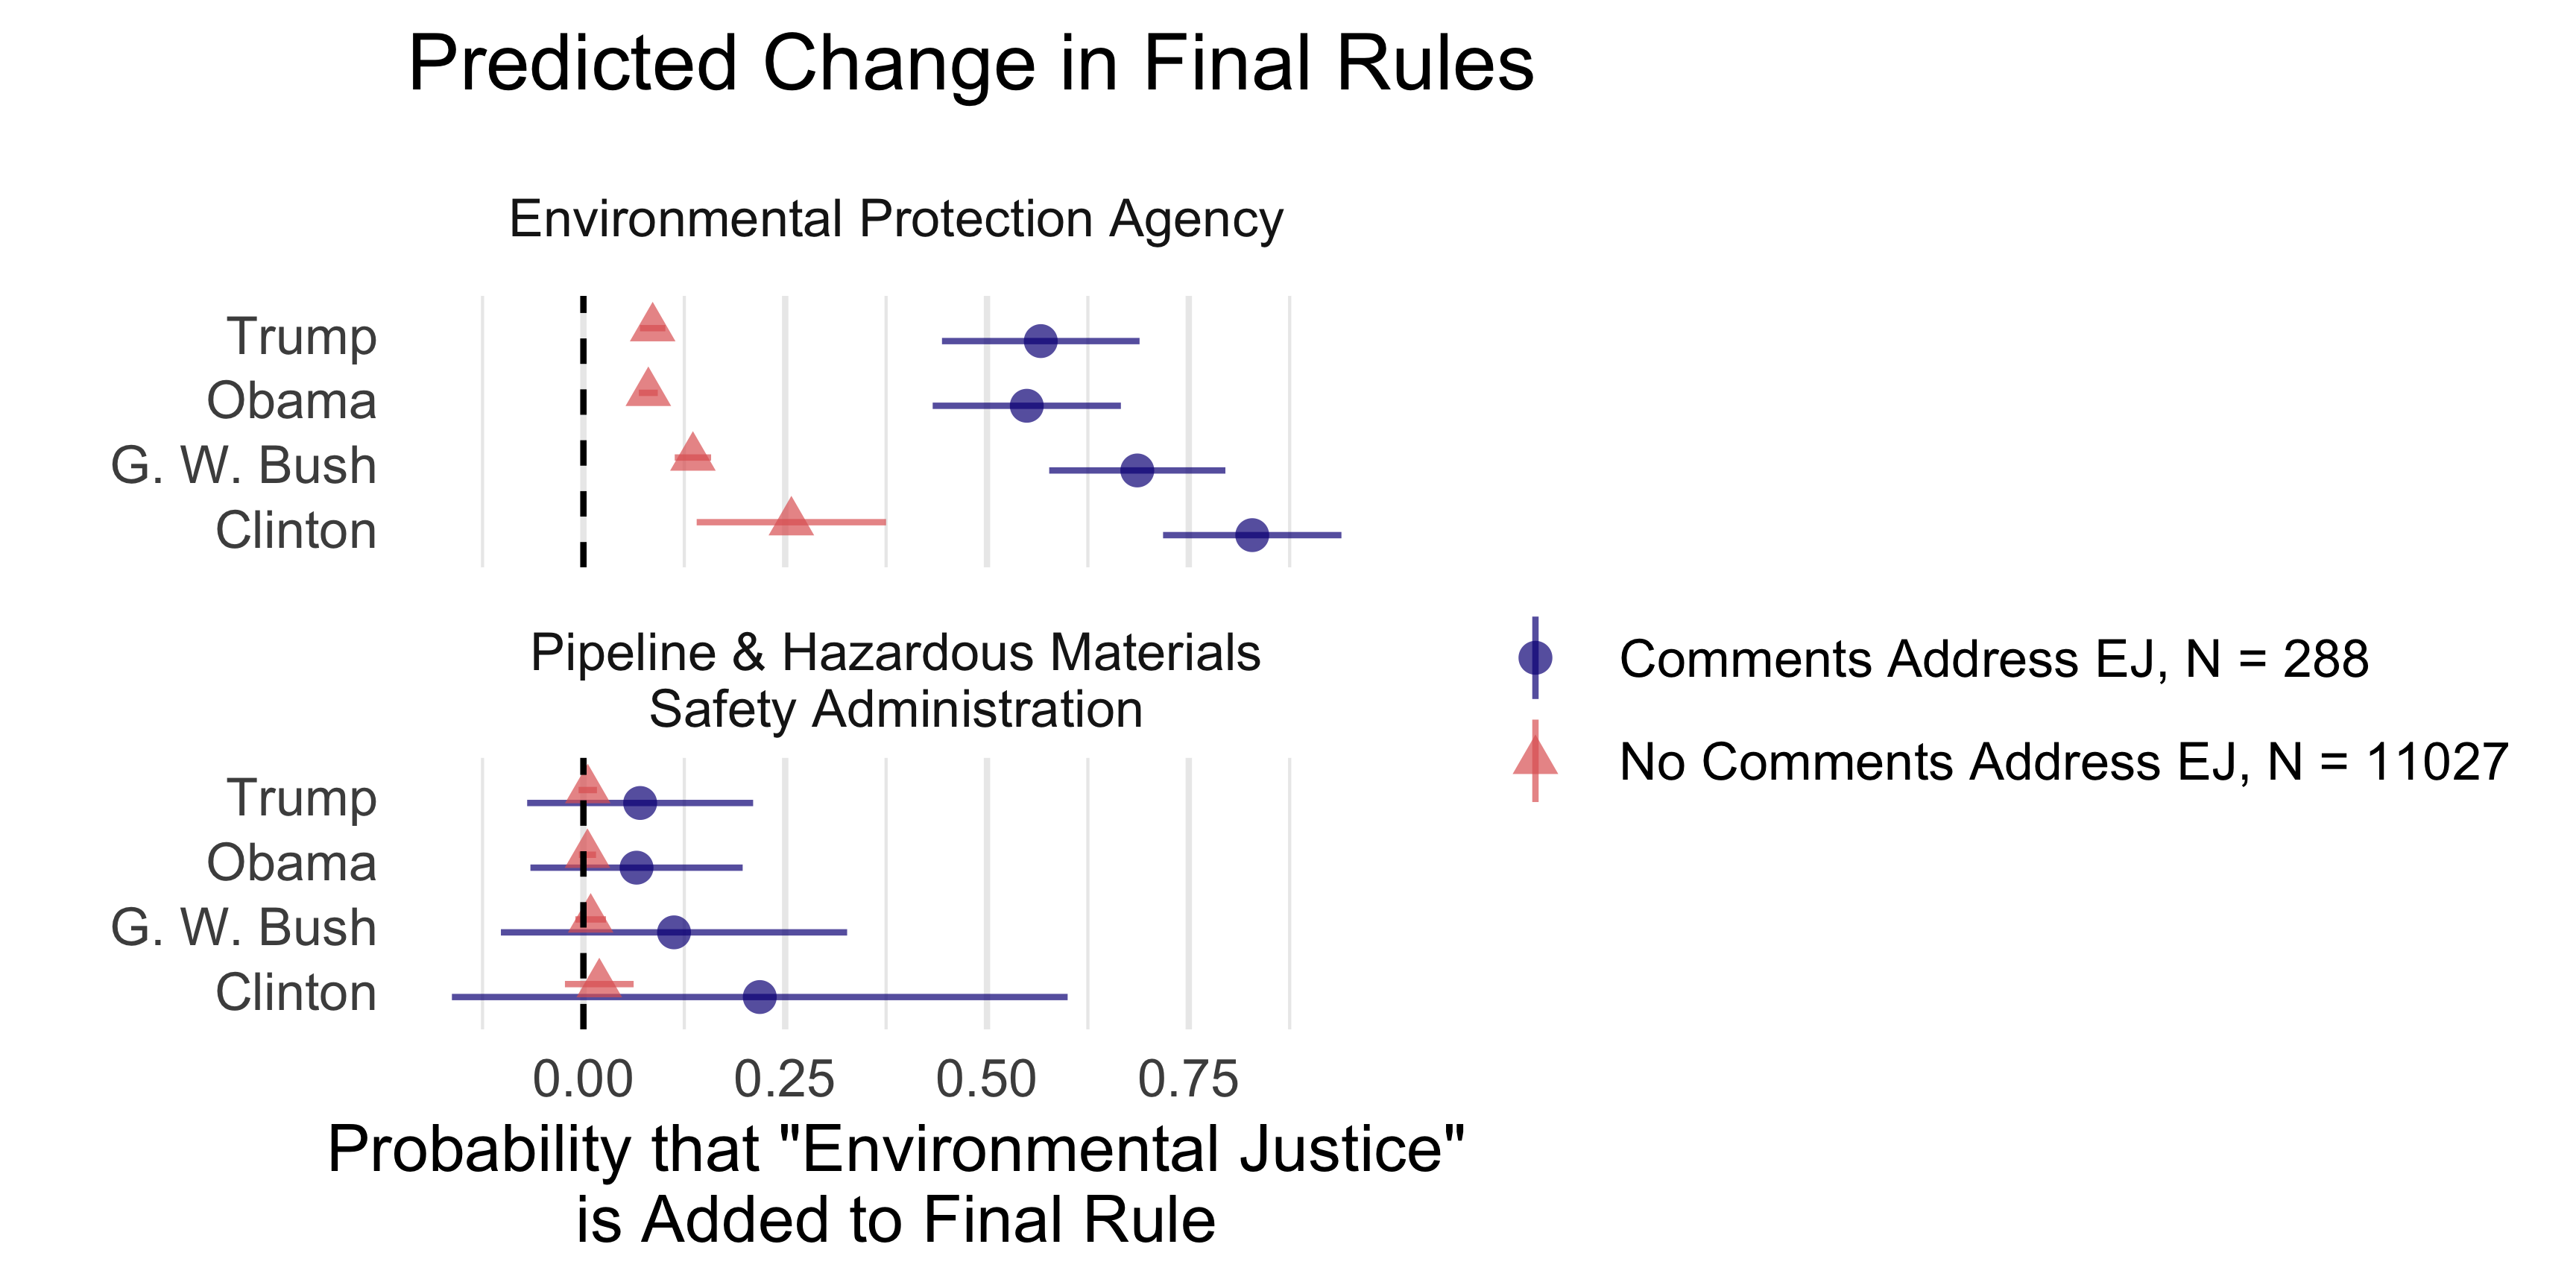 Predicted Change in Final Rules
Environmental Protection Agency
Trump
Obama
G. W. Bush
Clinton
Pipeline & Hazardous Materials
Safety Administration
Trump
Obama
G. W. Bush
Clinton
0.00 0.25 0.50 0.75
Probability that "Environmental Justice"
is Added to Final Rule
Comments Address EJ, N = 288
No Comments Address EJ, N = 11027